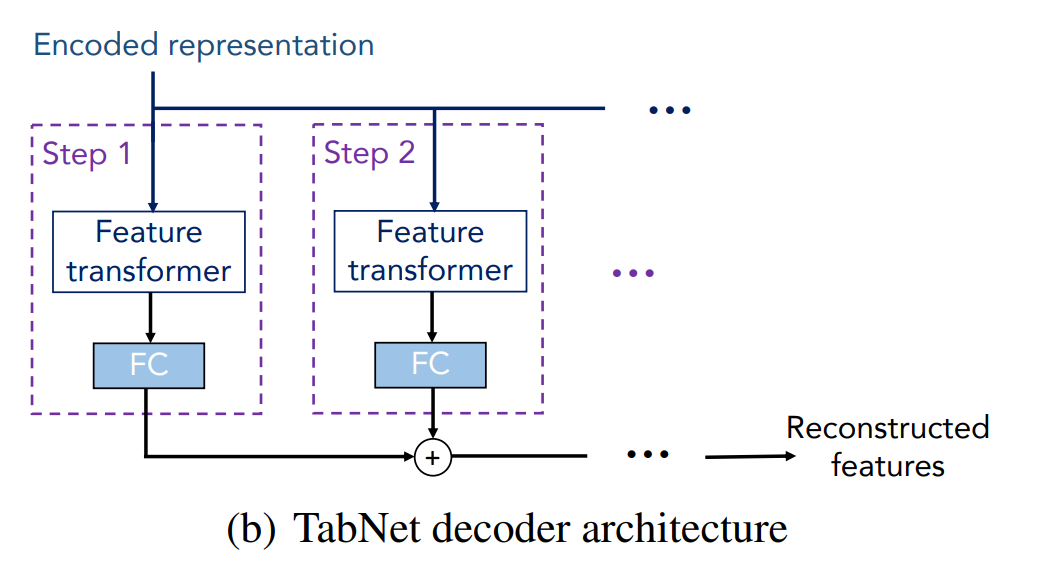 Encoded representation
Step 1
Step 2
Feature
transformer
Feature
transformer
FC
FC
+
Reconstructed
features
(b) TabNet decoder architecture